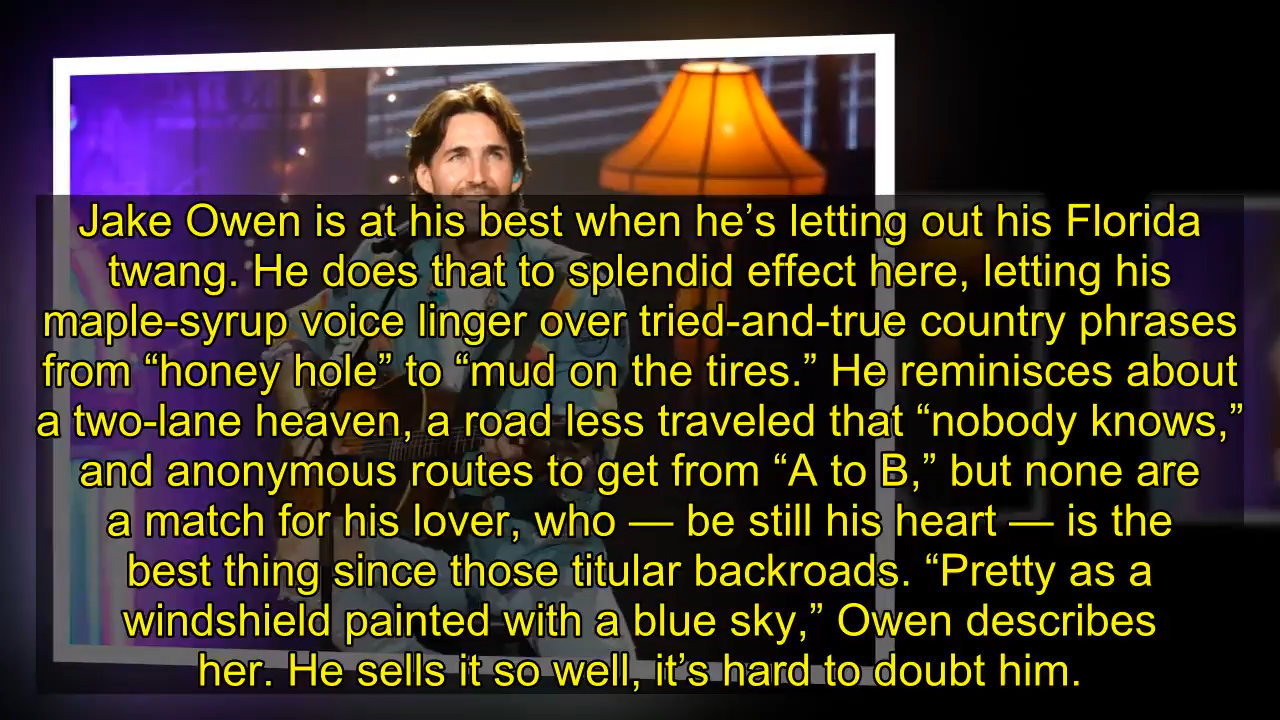 Jake Owen is at his best when he’s letting out his Florida
twang. He does that to splendid effect here, letting his
maple-syrup voice linger over tried-and-true country phrases
from “honey hole” to “mud on the tires.” He reminisces about
a two-lane heaven, a road less traveled that “nobody knows,”
and anonymous routes to get from “A to B,” but none are
a match for his lover, who — be still his heart — is the
best thing since those titular backroads. “Pretty as a
windshield painted with a blue sky,” Owen describes
her. He sells it so well, it’s hard to doubt him.